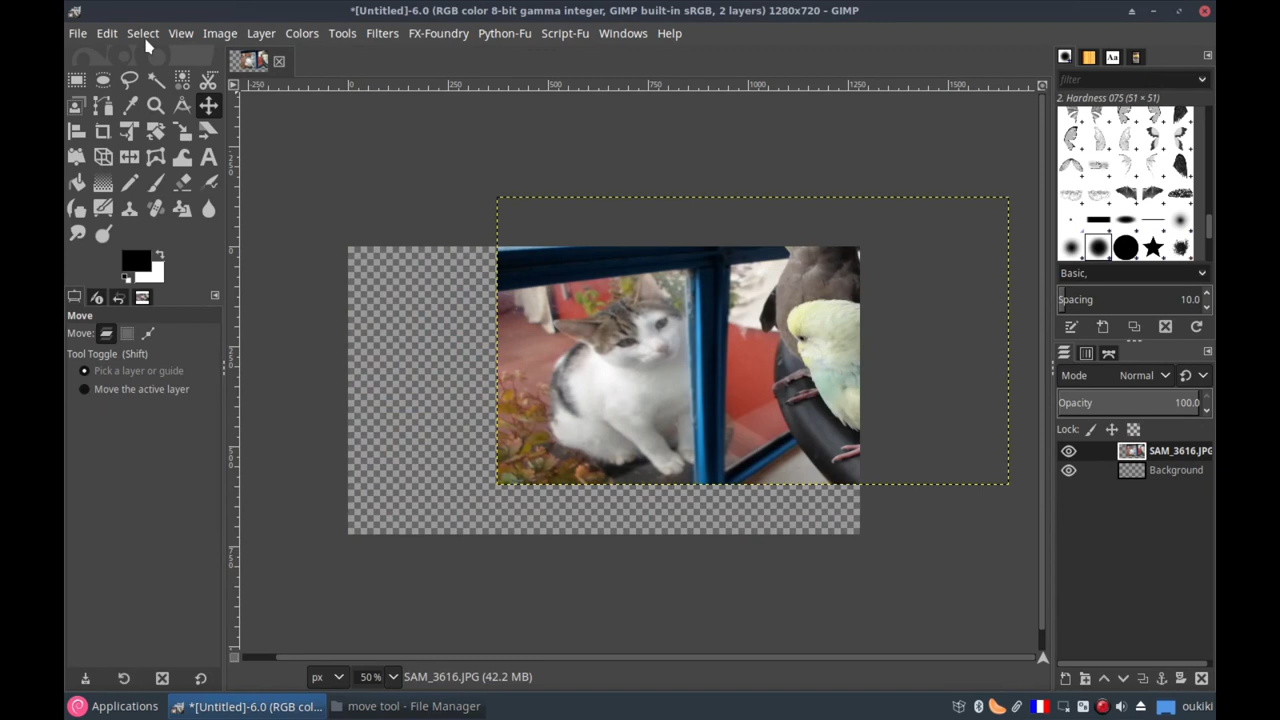 *[Untitled]-6.0 (RGB color 8-bit gamma integer, GIMP built-in sRGB, 2 layers) 1280x720 – GIMP
File Edit Select View Image Layer Colors Tools Filters FX-Foundry Python-Fu Script-Fu Windows Help
-250 0 250 500 750 1000 1250 1500
filter
2. Hardness 075 (51 × 51)
Aa
Basic,
Spacing 10.0
Move
Move:
Tool Toggle (Shift)
Pick a layer or guide
Move the active layer
Mode Normal
Opacity 100.0
Lock:
SAM_3616.JPG
Background
px 50 % SAM_3616.JPG (42.2 MB)
Applications *[Untitled]-6.0 (RGB col... move tool - File Manager oukiki